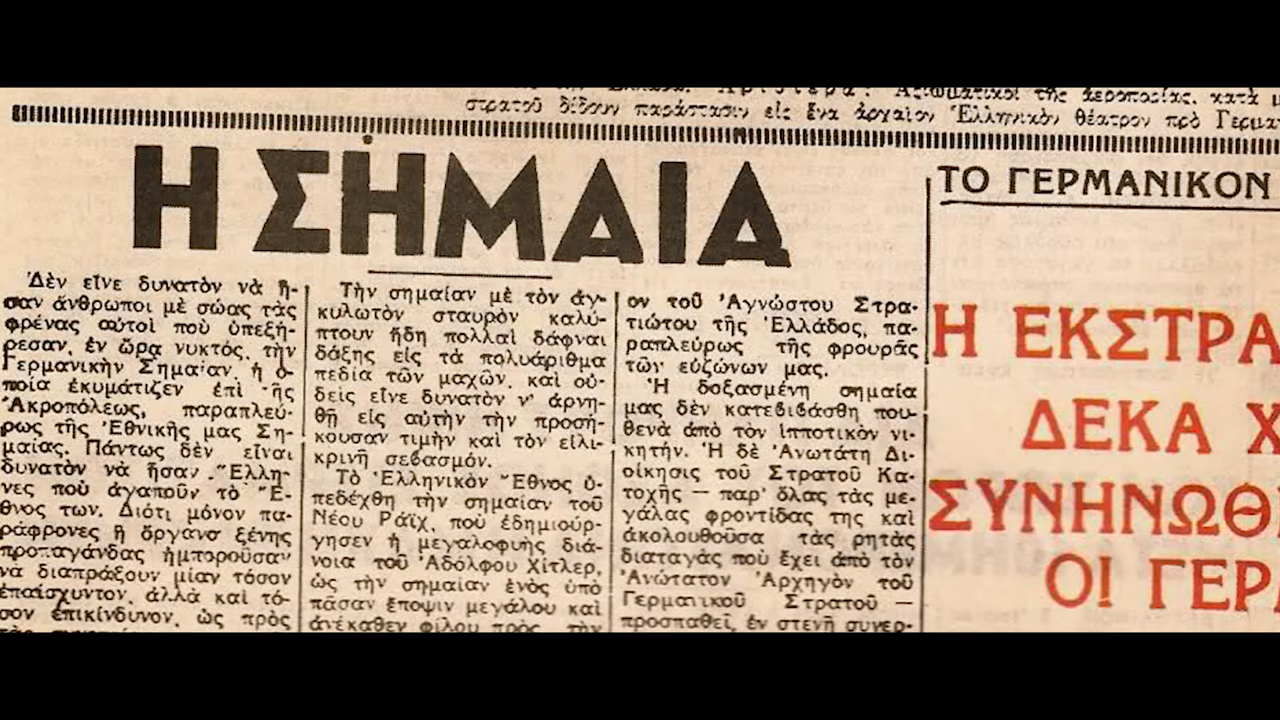 στρατοῦ δίδουν παράστασιν εἰς ἕνα ἀρχαῖον Ἑλληνικὸν θέατρον πρὸ Γερμα
Η ΣΗΜΑΙΑ
Δὲν εἶνε δυνατὸν νὰ ἦ-
σαν ἄνθρωποι μὲ σώας τὰς
φρένας αὐτοὶ ποὺ ὑπεξή-
ρεσαν, ἐν ὥρᾳ νυκτός, τὴν
Γερμανικὴν Σημαίαν, ἡ ὁ-
ποία ἐκυμάτιζεν ἐπὶ τῆς
Ἀκροπόλεως, παραπλεύ-
ρως τῆς Ἐθνικῆς μας Ση-
μαίας. Πάντως δὲν εἶναι
δυνατὸν νὰ ἦσαν Ἕλλη-
νες ποὺ ἀγαποῦν τὸ Ἔ-
θνος των. Διότι μόνον πα-
ράφρονες ἢ ὄργανα ξένης
προπαγάνδας ἠμποροῦσαν
νὰ διαπράξουν μίαν τόσον
ἐπαίσχυντον, ἀλλὰ καὶ τό-
σον ἐπικίνδυνον, ὡς πρὸς
Τὴν σημαίαν μὲ τὸν ἀγ-
κυλωτὸν σταυρὸν καλύ-
πτουν ἤδη πολλαὶ δάφναι
δόξης εἰς τὰ πολυάριθμα
πεδία τῶν μαχῶν, καὶ οὐ-
δεὶς εἶνε δυνατὸν ν' ἀρνη-
θῇ εἰς αὐτὴν τὴν προσή-
κουσαν τιμὴν καὶ τὸν εἰλι-
κρινῆ σεβασμόν.
Τὸ Ἑλληνικὸν Ἔθνος ὑ-
πεδέχθη τὴν σημαίαν τοῦ
Νέου Ράϊχ, ποὺ ἐδημιούρ-
γησεν ἡ μεγαλοφυὴς διά-
νοια τοῦ Ἀδόλφου Χίτλερ,
ὡς τὴν σημαίαν ἑνὸς ὑπὸ
πᾶσαν ἔποψιν μεγάλου καὶ
ἀνέκαθεν φίλου πρὸς τὴν
ον τοῦ Ἀγνώστου Στρα-
τιώτου τῆς Ἑλλάδος, πα-
ραπλεύρως τῆς φρουρᾶς
τῶν εὐζώνων μας.
Ἡ δοξασμένη σημαία
μας δὲν κατεβιβάσθη που-
θενὰ ἀπὸ τὸν ἱπποτικὸν νι-
κητήν. Ἡ δὲ Ἀνωτάτη Δι-
οίκησις τοῦ Στρατοῦ Κα-
τοχῆς — παρ' ὅλας τὰς με-
γάλας φροντίδας της καὶ
ἀκολουθοῦσα τὰς ρητὰς
διαταγὰς ποὺ ἔχει ἀπὸ τὸν
Ἀνώτατον Ἀρχηγὸν τοῦ
Γερμανικοῦ Στρατοῦ —
προσπαθεῖ, ἐν στενῇ συνερ-
ΤΟ ΓΕΡΜΑΝΙΚΟΝ
Η ΕΚΣΤΡΑ
ΔΕΚΑ Χ
ΣΥΝΗΝΩΘ
ΟΙ ΓΕΡ